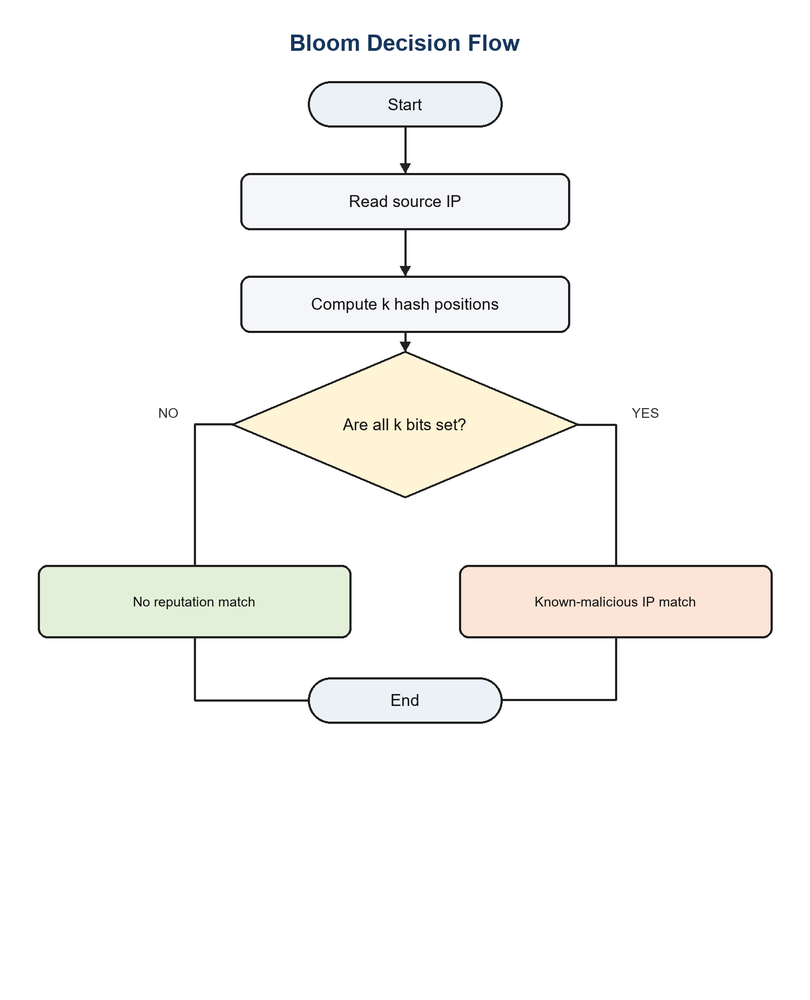 Bloom Decision Flow
Start
Read source IP
Compute k hash positions
Are all k bits set?
NO
YES
No reputation match
Known-malicious IP match
End